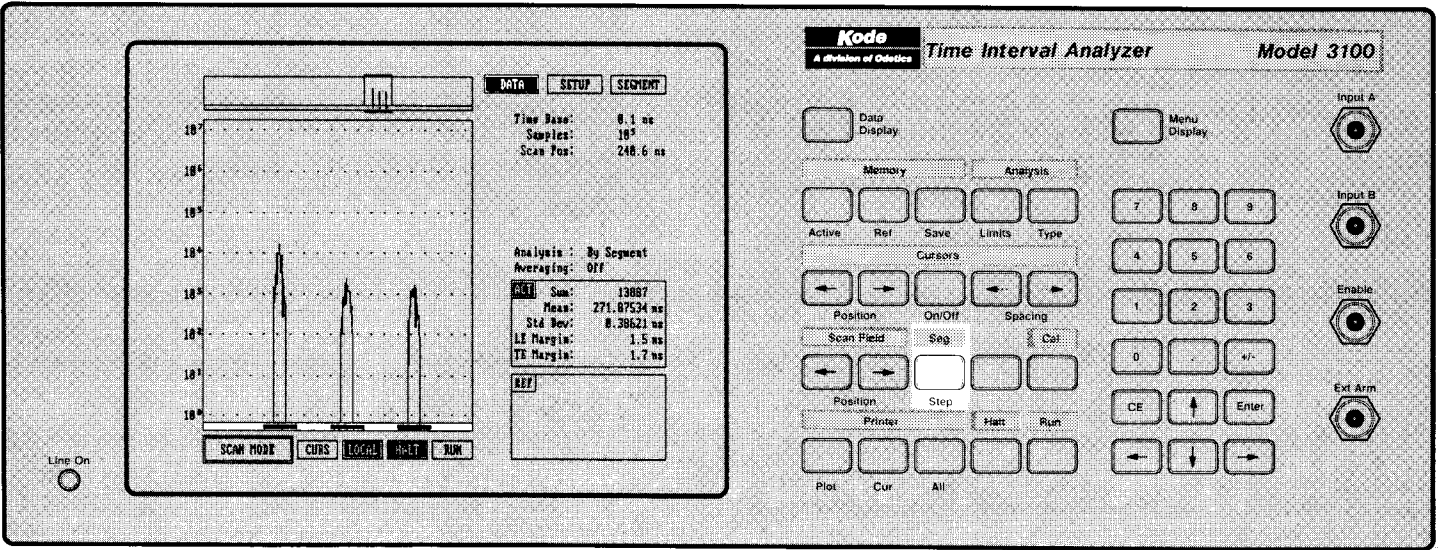 Kode
A division of Odetics
Time Interval Analyzer
Model 3100
DATA SETUP SEGMENT
Time Base: 0.1 ns
Samples: 10⁵
Scan Pos: 240.6 ns
10⁷
10⁶
10⁵
10⁴
10³
10²
10¹
10⁰
Analysis : By Segment
Averaging: Off
ACT
Sum: 13087
Mean: 271.07534 ns
Std Dev: 0.38621 ns
LE Margin: 1.5 ns
TE Margin: 1.7 ns
REF
SCAN MODE CURS LOCAL HALT RUN
Line On
Data Display
Menu Display
Memory
Analysis
Active Ref Save Limits Type
Cursors
← → ← →
Position On/Off Spacing
Scan Field Seg Cal
← →
Position Step
Printer Halt Run
Plot Cur All
7 8 9
4 5 6
1 2 3
0 . +/-
CE ↑ Enter
← ↓ →
Input A
Input B
Enable
Ext Arm